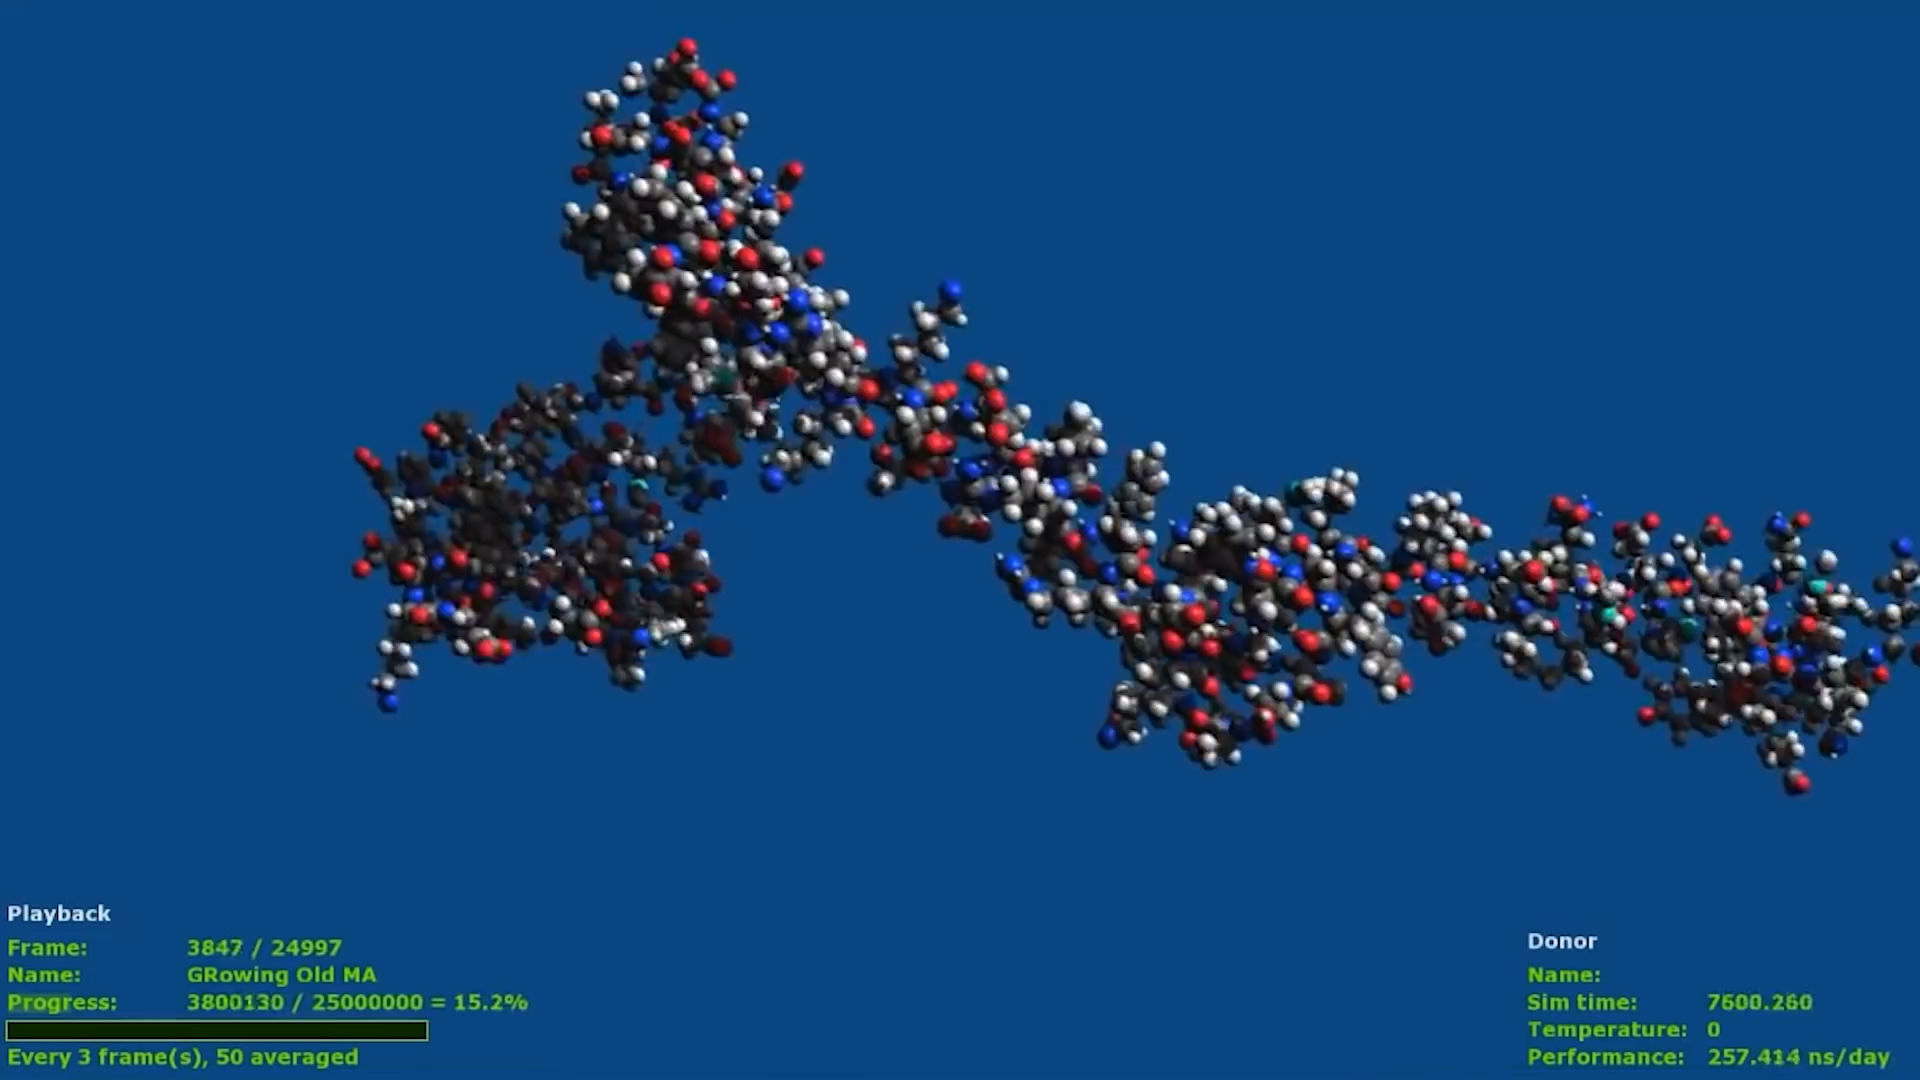 Playback
Frame: 3847 / 24997
Name: GRowing Old MA
Progress: 3800130 / 25000000 = 15.2%
Every 3 frame(s), 50 averaged
Donor
Name:
Sim time: 7600.260
Temperature: 0
Performance: 257.414 ns/day